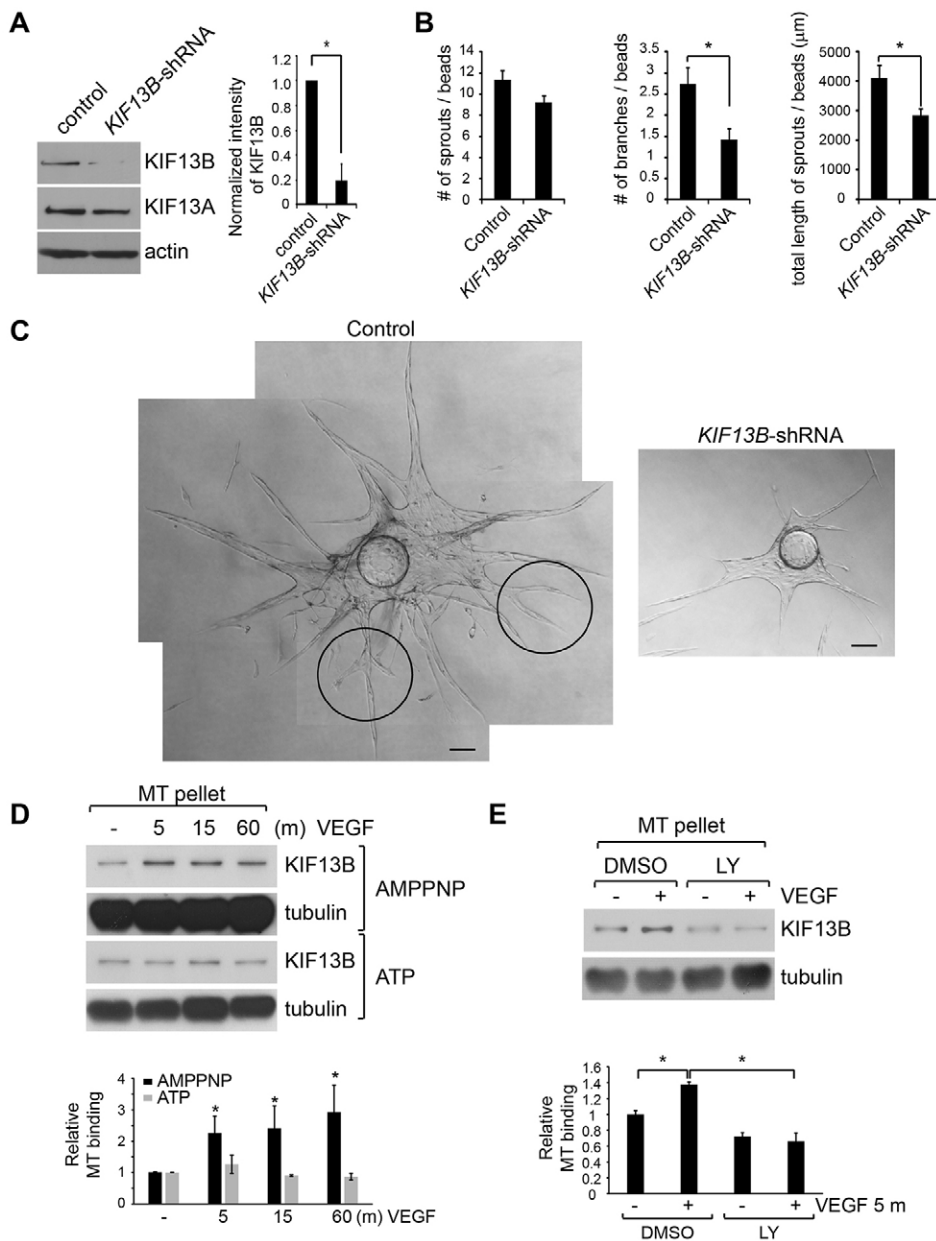 A
control
KIF13B-shRNA
KIF13B
KIF13A
actin
Normalized intensity
of KIF13B
1.2
1.0
0.8
0.6
0.4
0.2
0
*
control
KIF13B-shRNA
B
# of sprouts / beads
14
12
10
8
6
4
2
0
Control
KIF13B-shRNA
# of branches / beads
3.5
3
2.5
2
1.5
1
0.5
0
*
Control
KIF13B-shRNA
total length of sprouts / beads (μm)
5000
4000
3000
2000
1000
0
*
Control
KIF13B-shRNA
C
Control
KIF13B-shRNA
D
MT pellet
- 5 15 60 (m) VEGF
KIF13B
tubulin
AMPPNP
KIF13B
tubulin
ATP
Relative
MT binding
4
3
2
1
0
AMPPNP
ATP
* * *
- 5 15 60 (m) VEGF
E
MT pellet
DMSO LY
- + - + VEGF
KIF13B
tubulin
Relative
MT binding
1.6
1.4
1.2
1.0
0.8
0.6
0.4
0.2
0
* *
- + - + VEGF 5 m
DMSO LY